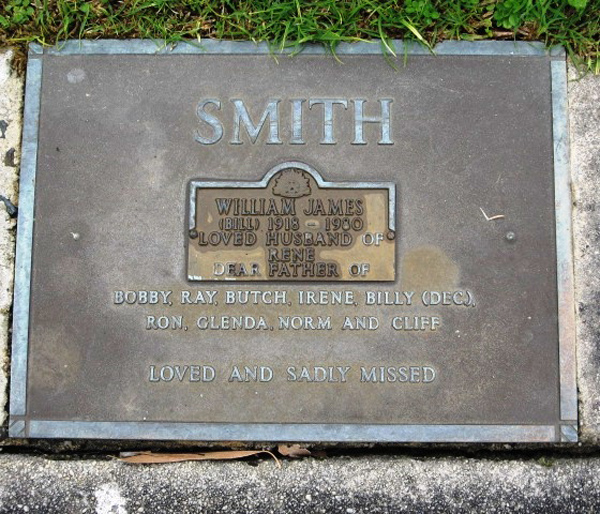 SMITH
WILLIAM JAMES
(BILL) 1918 –
LOVED HUSBAND OF
RENE
DEAR FATHER OF
BOBBY, RAY, BUTCH, IRENE, BILLY (DEC),
RON, GLENDA, NORM AND CLIFF
LOVED AND SADLY MISSED